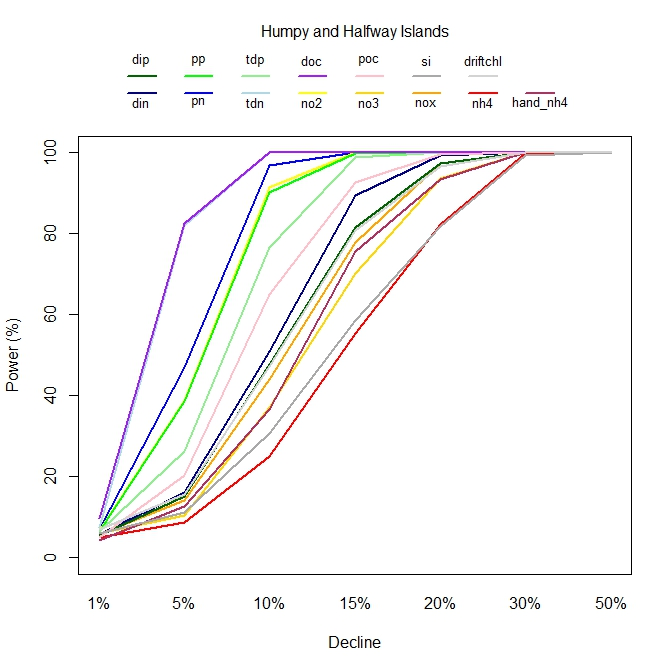 Humpy and Halfway Islands
dip pp tdp doc poc si driftchl
din pn tdn no2 no3 nox nh4 hand_nh4
100
80
60
40
20
0
Power (%)
1% 5% 10% 15% 20% 30% 50%
Decline